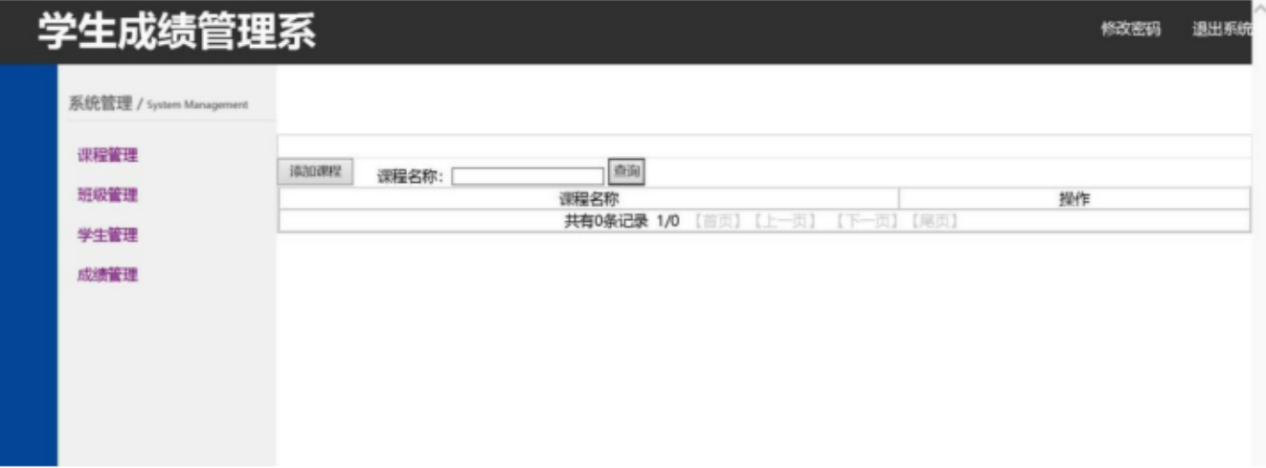 学生成绩管理系
修改密码 退出系统
系统管理 / System Management
课程管理
班级管理
学生管理
成绩管理
添加课程 课程名称： 查询
课程名称 操作
共有0条记录 1/0 【首页】【上一页】 【下一页】【尾页】